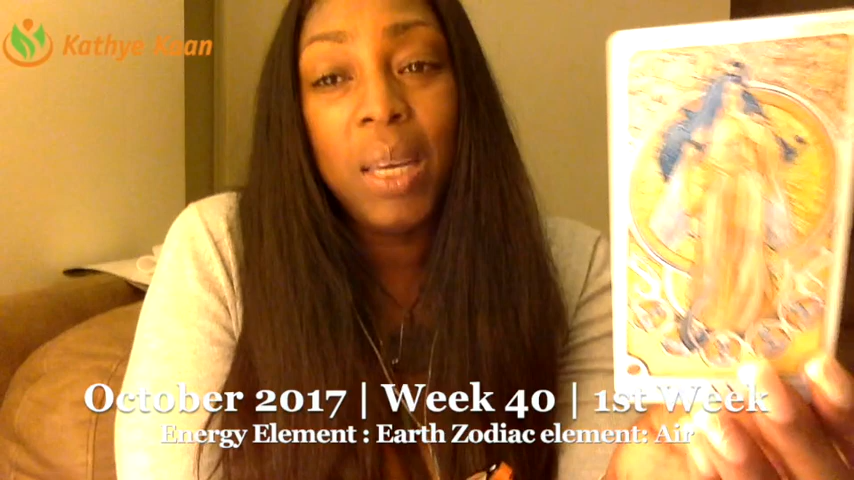 Kathye Kaan
October 2017 | Week 40 | 1st Week
Energy Element : Earth Zodiac element: Air